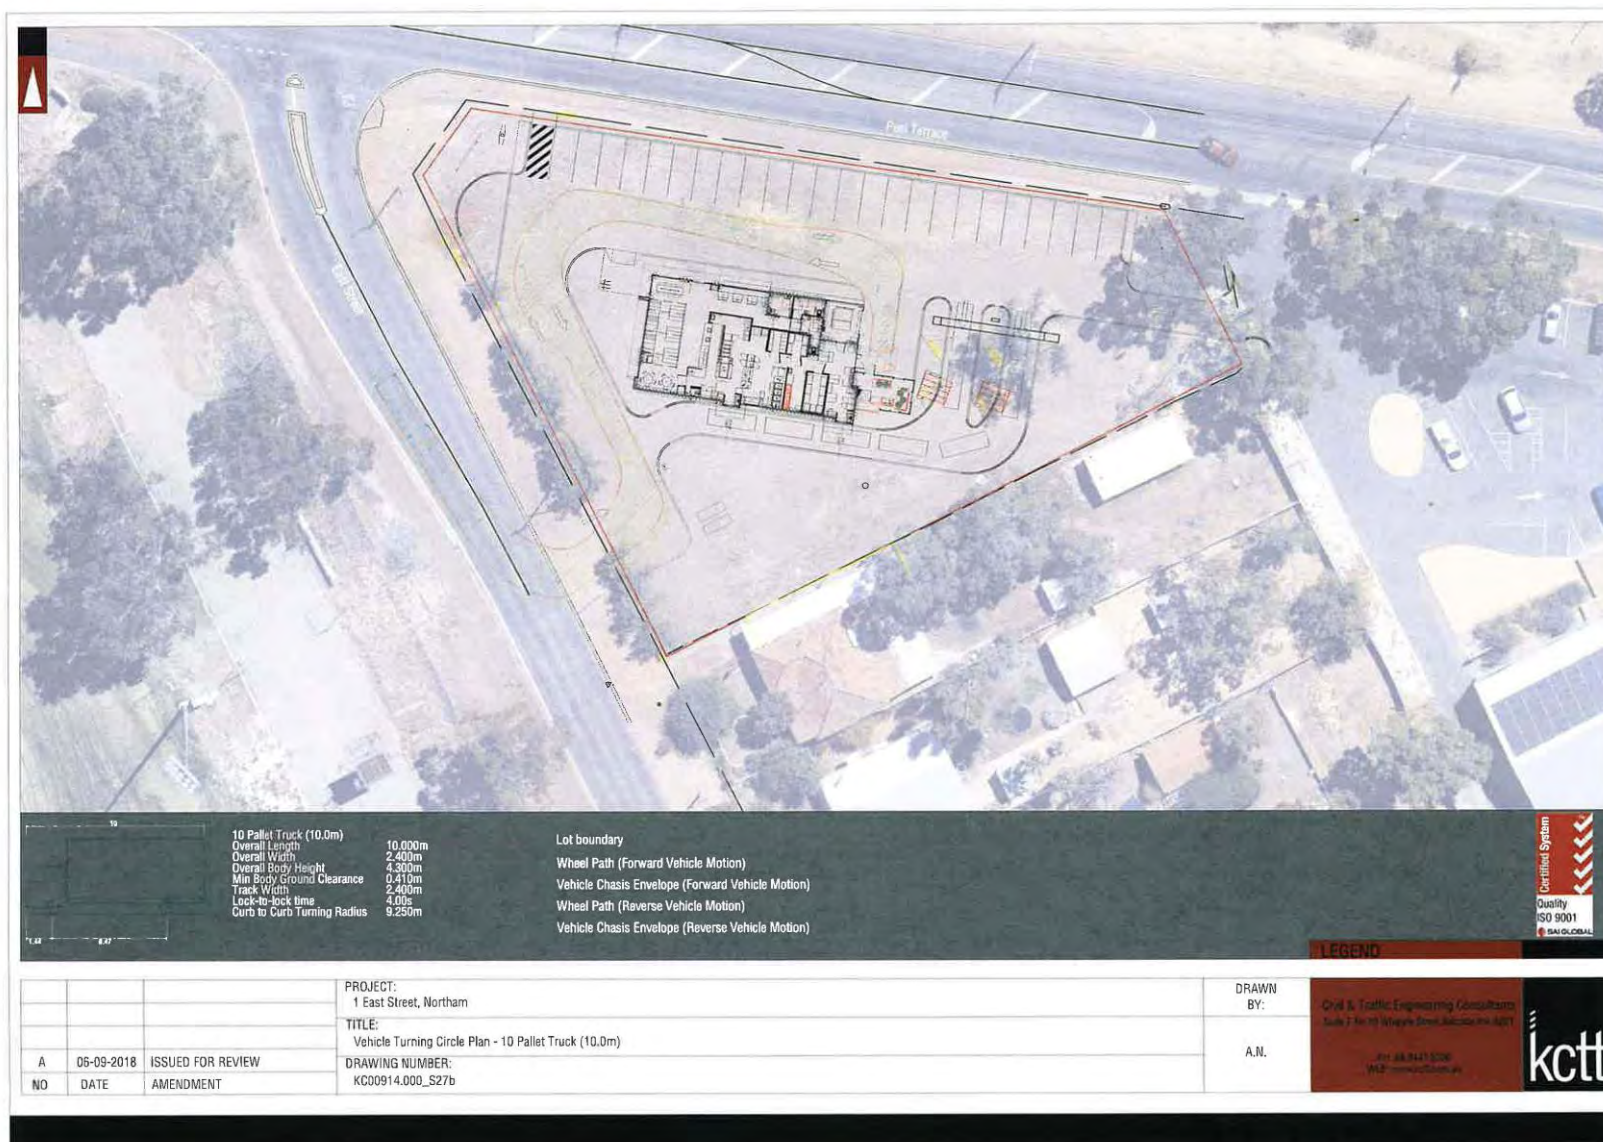 Peel Terrace
East Street
10
10 Pallet Truck (10.0m)
Overall Length 10.000m
Overall Width 2.400m
Overall Body Height 4.300m
Min Body Ground Clearance 0.410m
Track Width 2.400m
Lock-to-lock time 4.00s
Curb to Curb Turning Radius 9.250m
Lot boundary
Wheel Path (Forward Vehicle Motion)
Vehicle Chasis Envelope (Forward Vehicle Motion)
Wheel Path (Reverse Vehicle Motion)
Vehicle Chasis Envelope (Reverse Vehicle Motion)
Certified System
Quality
ISO 9001
SAI GLOBAL
LEGEND
PROJECT:
1 East Street, Northam
TITLE:
Vehicle Turning Circle Plan - 10 Pallet Truck (10.0m)
DRAWING NUMBER:
KC00914.000_S27b
A 06-09-2018 ISSUED FOR REVIEW
NO DATE AMENDMENT
DRAWN
BY:
A.N.
Civil & Traffic Engineering Consultants
kctt